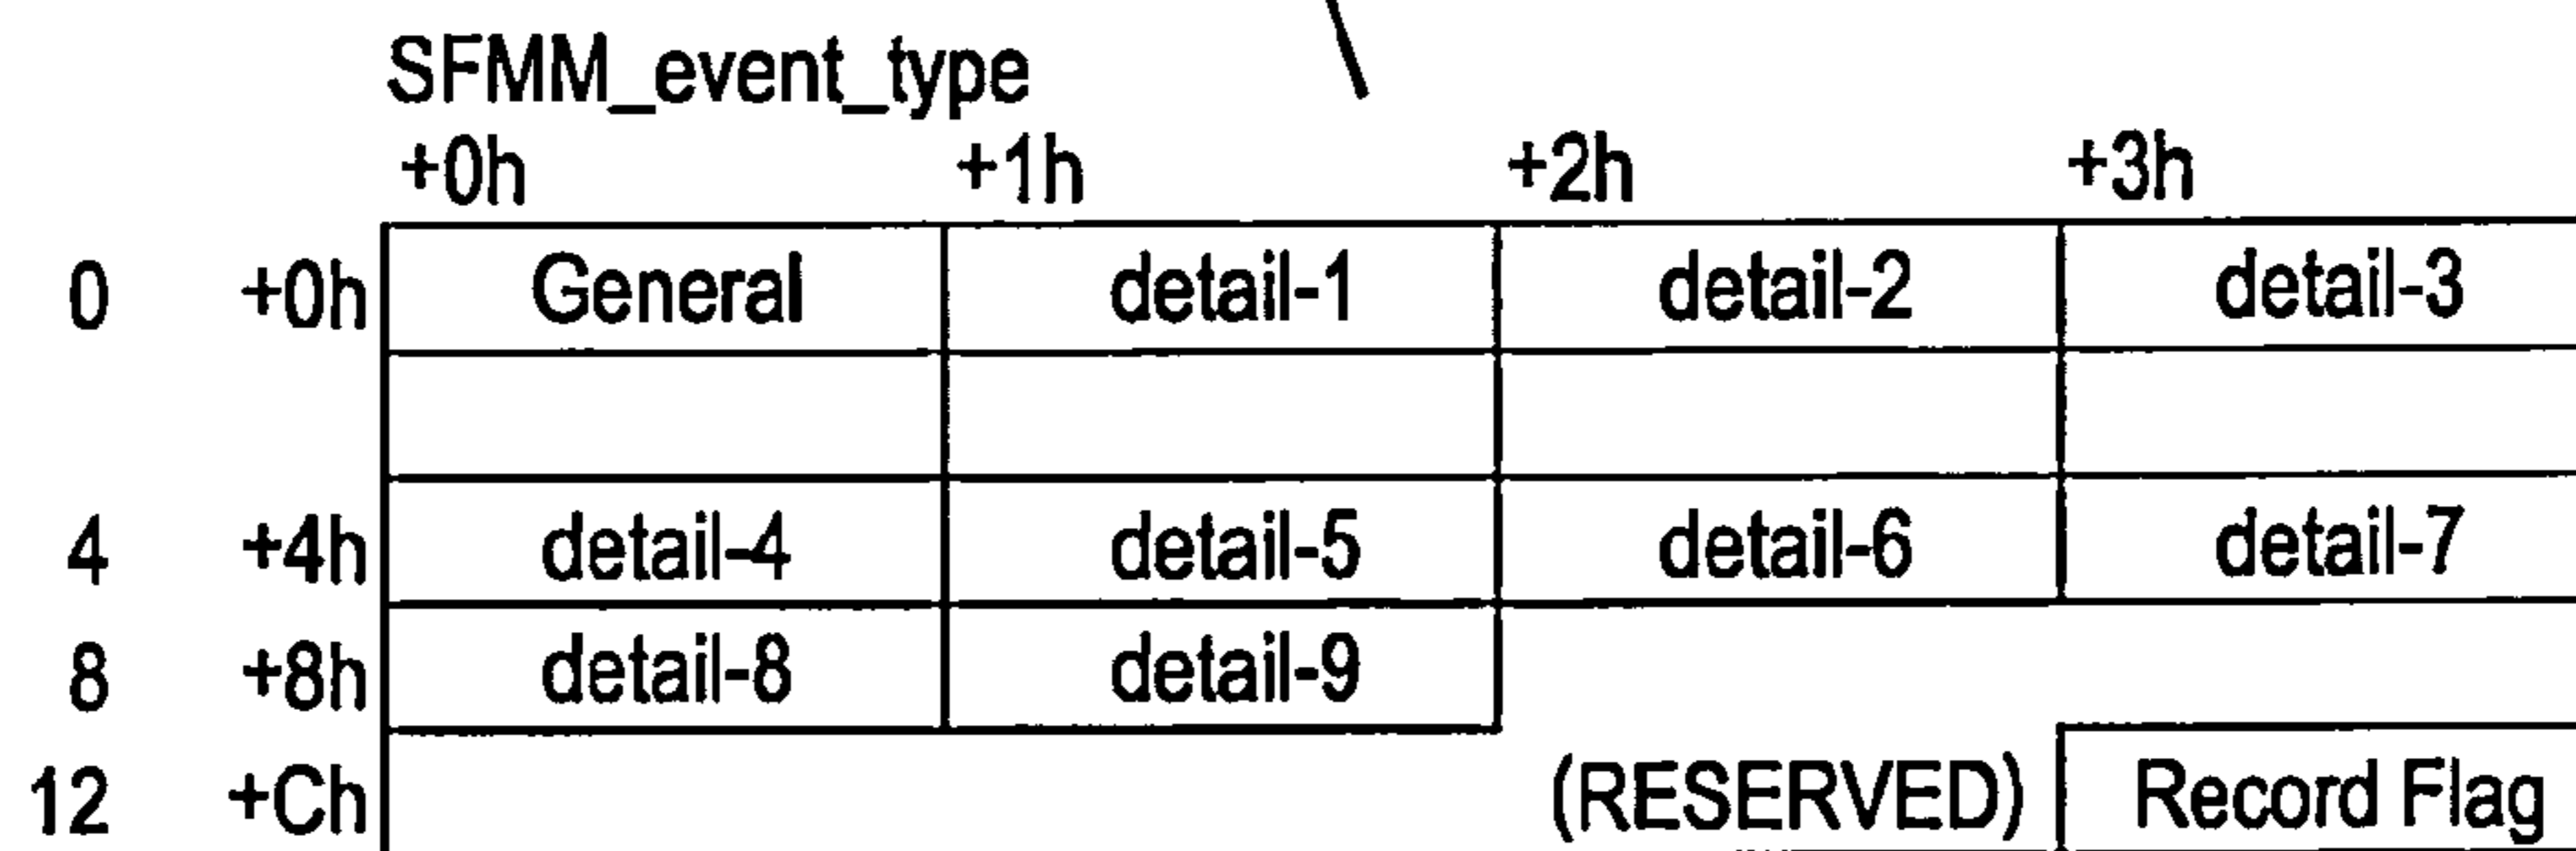 SFMM_event_type
+0h +1h +2h +3h
0 +0h General detail-1 detail-2 detail-3
4 +4h detail-4 detail-5 detail-6 detail-7
8 +8h detail-8 detail-9
12 +Ch (RESERVED) Record Flag